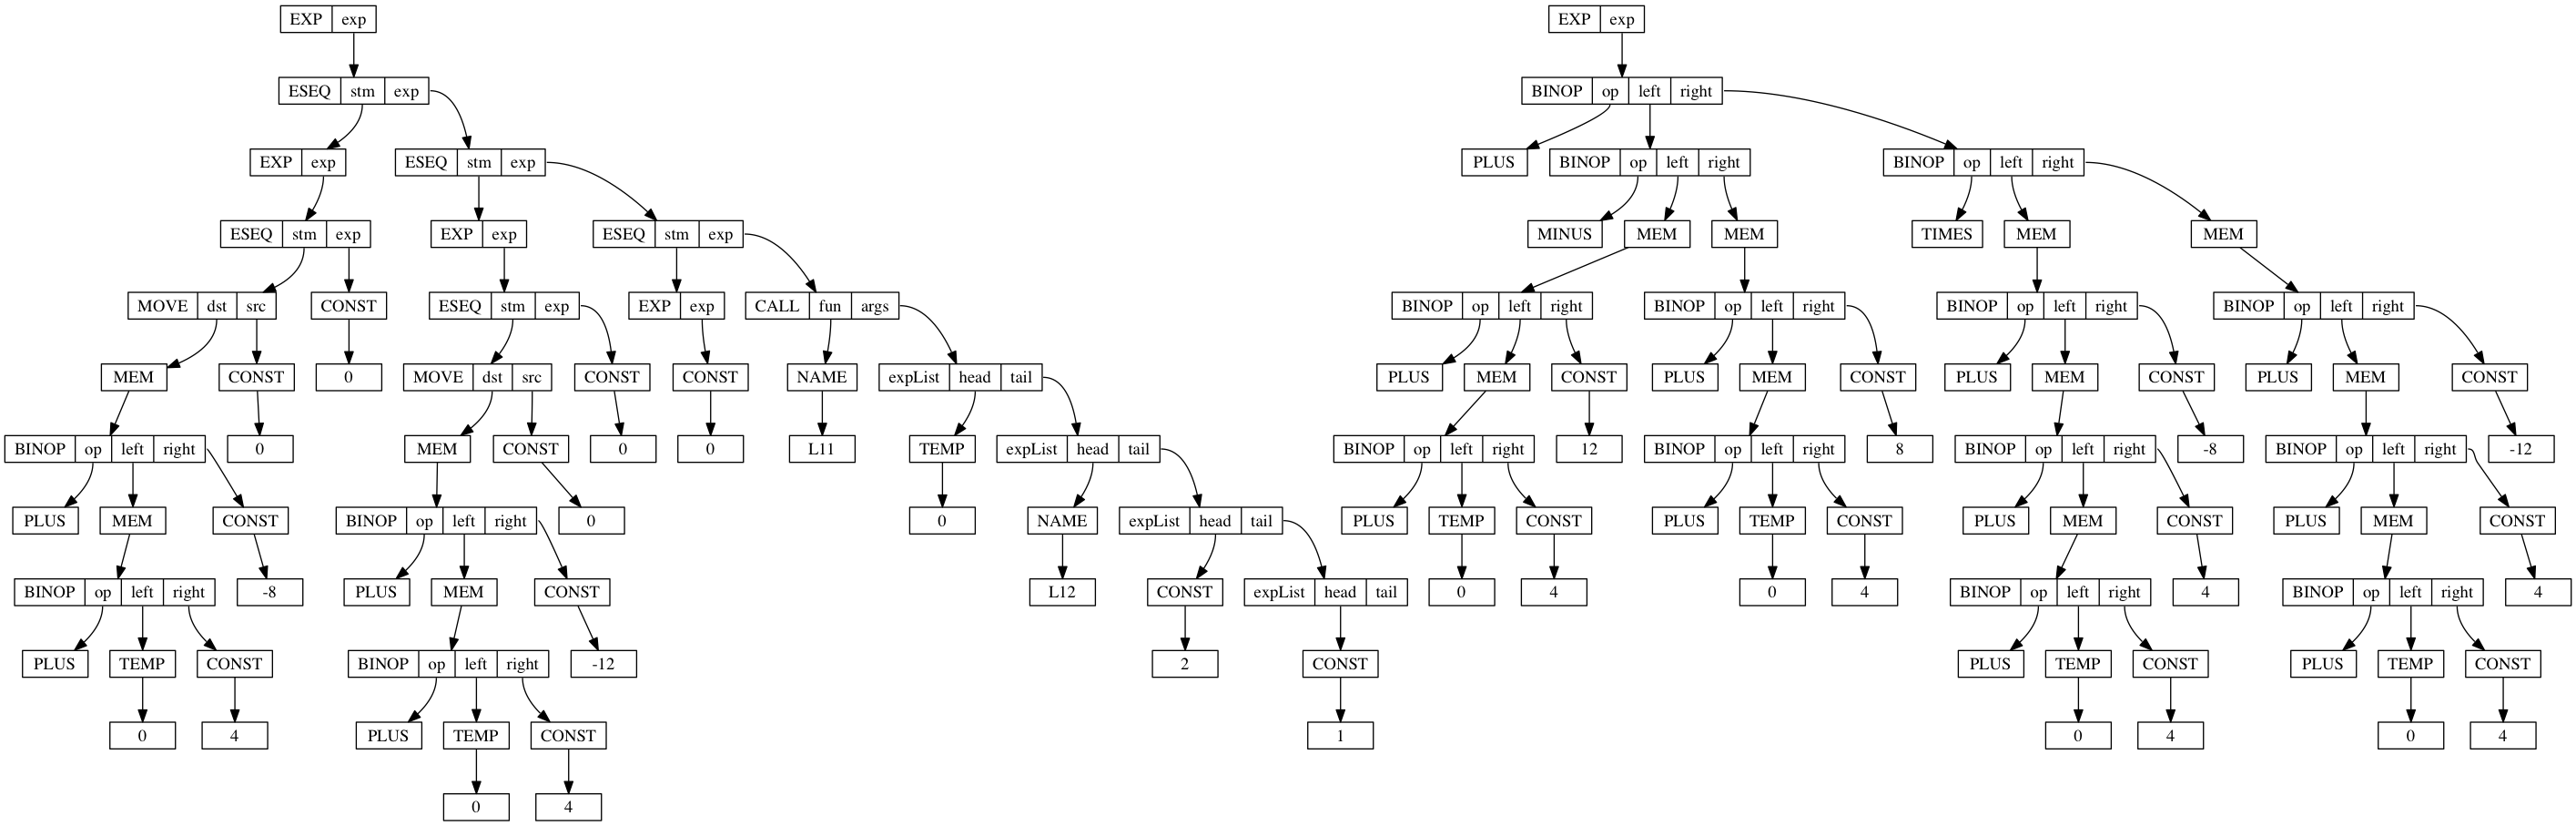 EXP exp EXP exp
ESEQ stm exp BINOP op left right
EXP exp ESEQ stm exp PLUS BINOP op left right BINOP op left right
ESEQ stm exp EXP exp ESEQ stm exp MINUS MEM MEM TIMES MEM MEM
MOVE dst src CONST ESEQ stm exp EXP exp CALL fun args BINOP op left right BINOP op left right BINOP op left right BINOP op left right
MEM CONST 0 MOVE dst src CONST CONST NAME expList head tail PLUS MEM CONST PLUS MEM CONST PLUS MEM CONST PLUS MEM CONST
BINOP op left right 0 MEM CONST 0 0 L11 TEMP expList head tail BINOP op left right 12 BINOP op left right 8 BINOP op left right -8 BINOP op left right -12
PLUS MEM CONST BINOP op left right 0 0 NAME expList head tail PLUS TEMP CONST PLUS TEMP CONST PLUS MEM CONST PLUS MEM CONST
BINOP op left right -8 PLUS MEM CONST L12 CONST expList head tail 0 4 0 4 BINOP op left right 4 BINOP op left right 4
PLUS TEMP CONST BINOP op left right -12 2 CONST PLUS TEMP CONST PLUS TEMP CONST
0 4 PLUS TEMP CONST 1 0 4 0 4
0 4